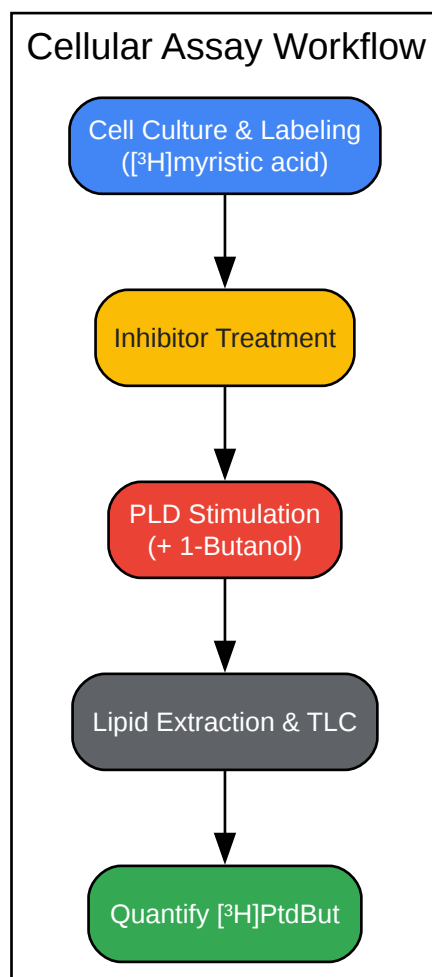 Cellular Assay Workflow
Cell Culture & Labeling
([³H]myristic acid)
Inhibitor Treatment
PLD Stimulation
(+ 1-Butanol)
Lipid Extraction & TLC
Quantify [³H]PtdBut